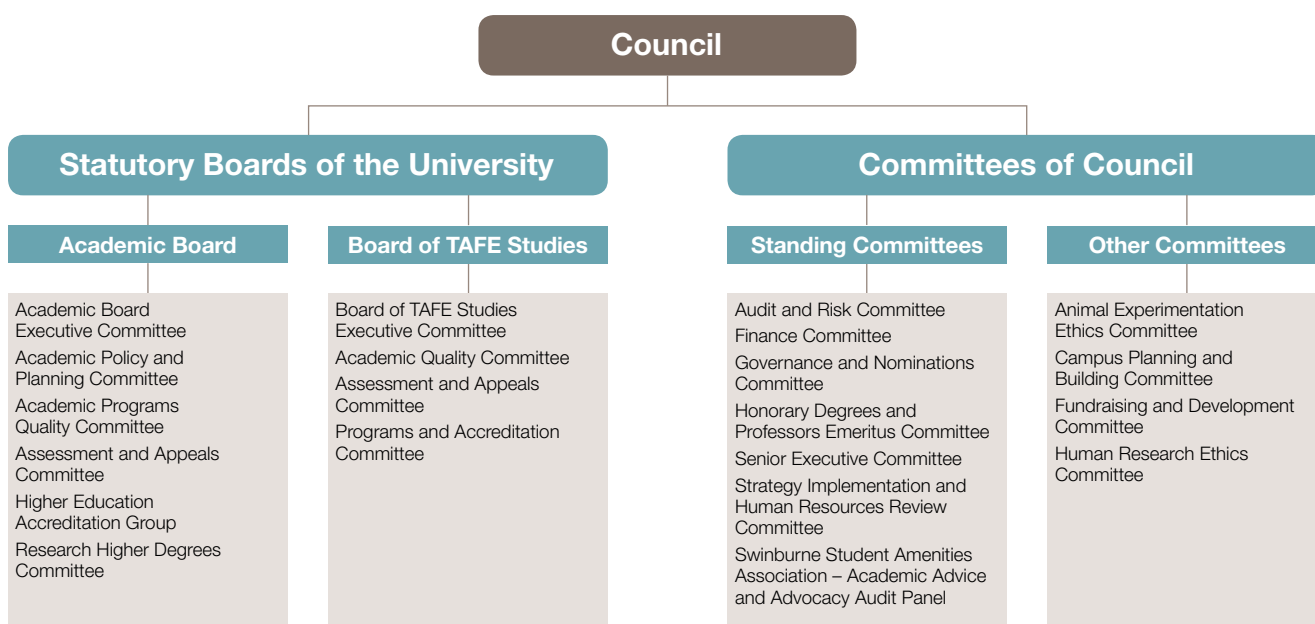 Council
Statutory Boards of the University
Committees of Council
Academic Board
Board of TAFE Studies
Standing Committees
Other Committees
Academic Board
Executive Committee
Academic Policy and
Planning Committee
Academic Programs
Quality Committee
Assessment and Appeals
Committee
Higher Education
Accreditation Group
Research Higher Degrees
Committee
Board of TAFE Studies
Executive Committee
Academic Quality Committee
Assessment and Appeals
Committee
Programs and Accreditation
Committee
Audit and Risk Committee
Finance Committee
Governance and Nominations
Committee
Honorary Degrees and
Professors Emeritus Committee
Senior Executive Committee
Strategy Implementation and
Human Resources Review
Committee
Swinburne Student Amenities
Association – Academic Advice
and Advocacy Audit Panel
Animal Experimentation
Ethics Committee
Campus Planning and
Building Committee
Fundraising and Development
Committee
Human Research Ethics
Committee